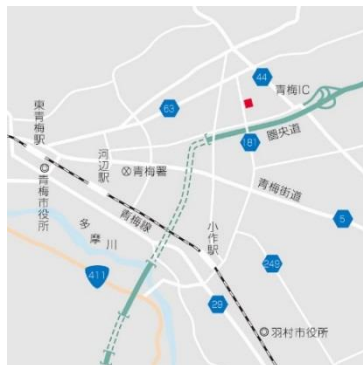 44
青梅IC
63
圏央道
181
東青梅駅
河辺駅
青梅署
青梅市役所
青梅街道
5
多摩川
青梅線
小作駅
411
249
29
羽村市役所